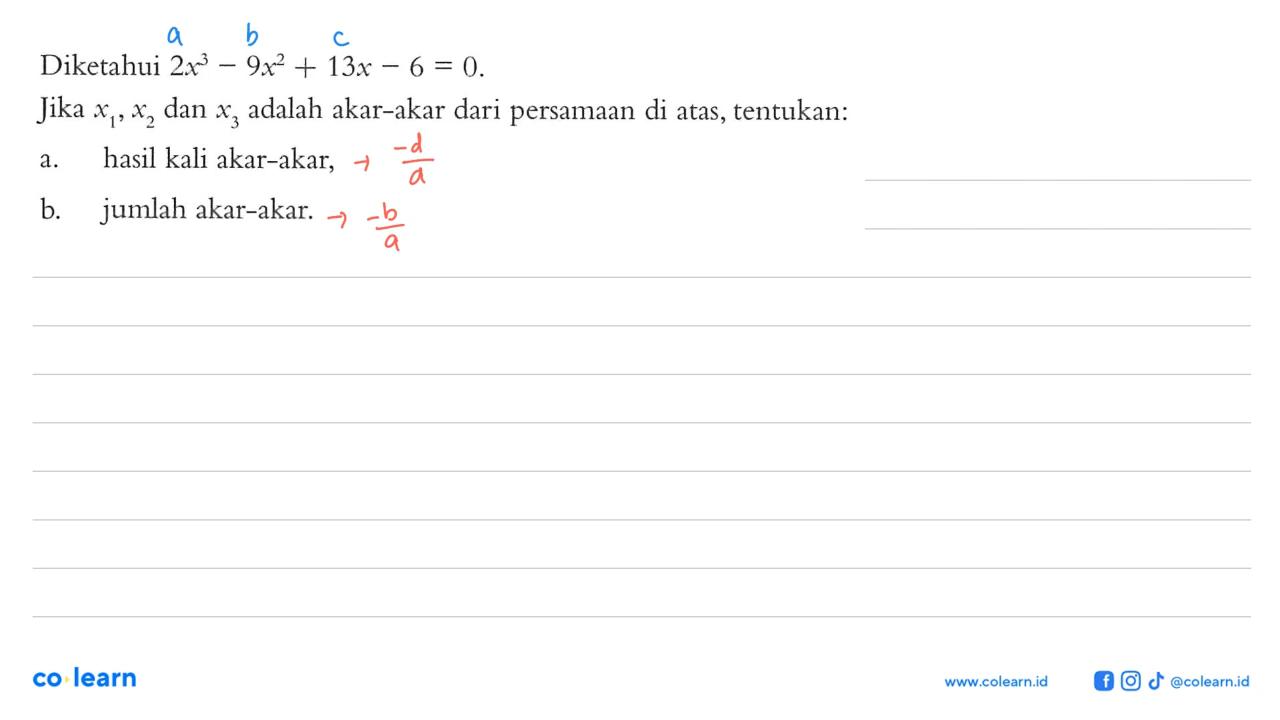 a b c
Diketahui 2x³ − 9x² + 13x − 6 = 0.
Jika x₁, x₂ dan x₃ adalah akar-akar dari persamaan di atas, tentukan:
a. hasil kali akar-akar, → -d/a
b. jumlah akar-akar. → -b/a
co learn
www.colearn.id @colearn.id